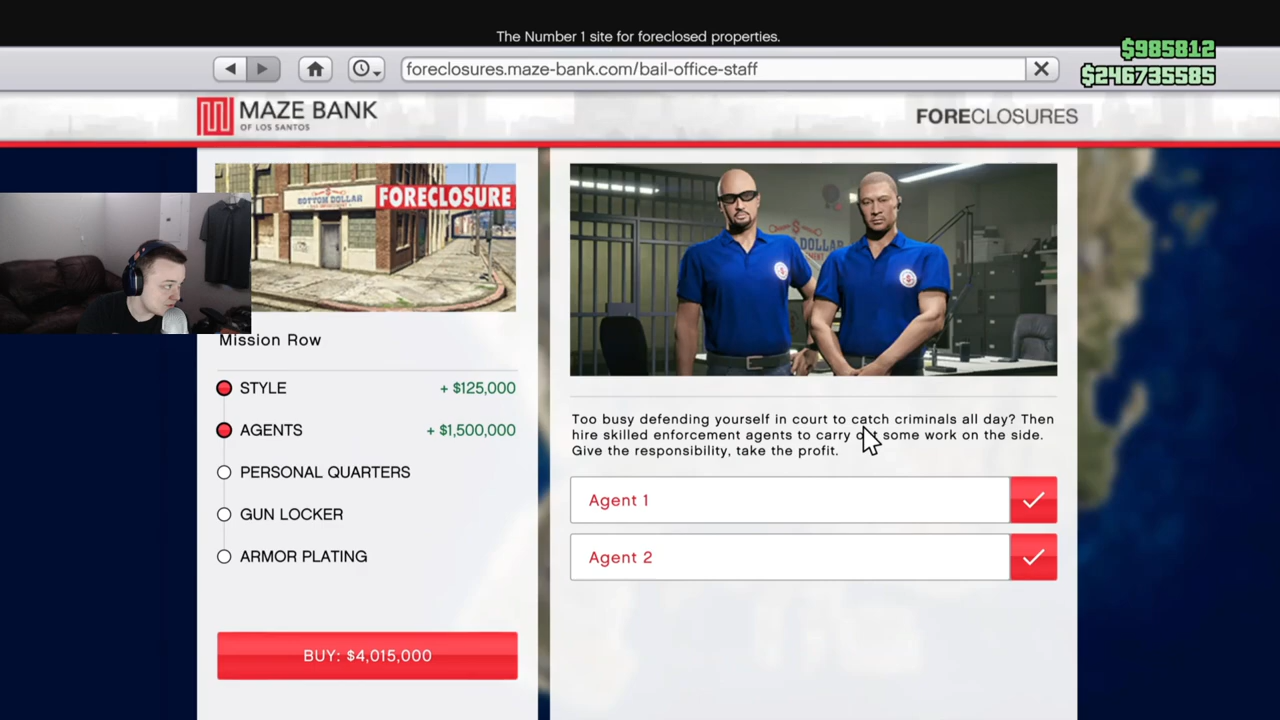 The Number 1 site for foreclosed properties.
$985812
foreclosures.maze-bank.com/bail-office-staff
$246735585
MAZE BANK
OF LOS SANTOS
FORECLOSURES
BOTTOM DOLLAR
FORECLOSURE
DOLLAR
Mission Row
STYLE + $125,000
AGENTS + $1,500,000
PERSONAL QUARTERS
GUN LOCKER
ARMOR PLATING
BUY: $4,015,000
Too busy defending yourself in court to catch criminals all day? Then
hire skilled enforcement agents to carry out some work on the side.
Give the responsibility, take the profit.
Agent 1
Agent 2